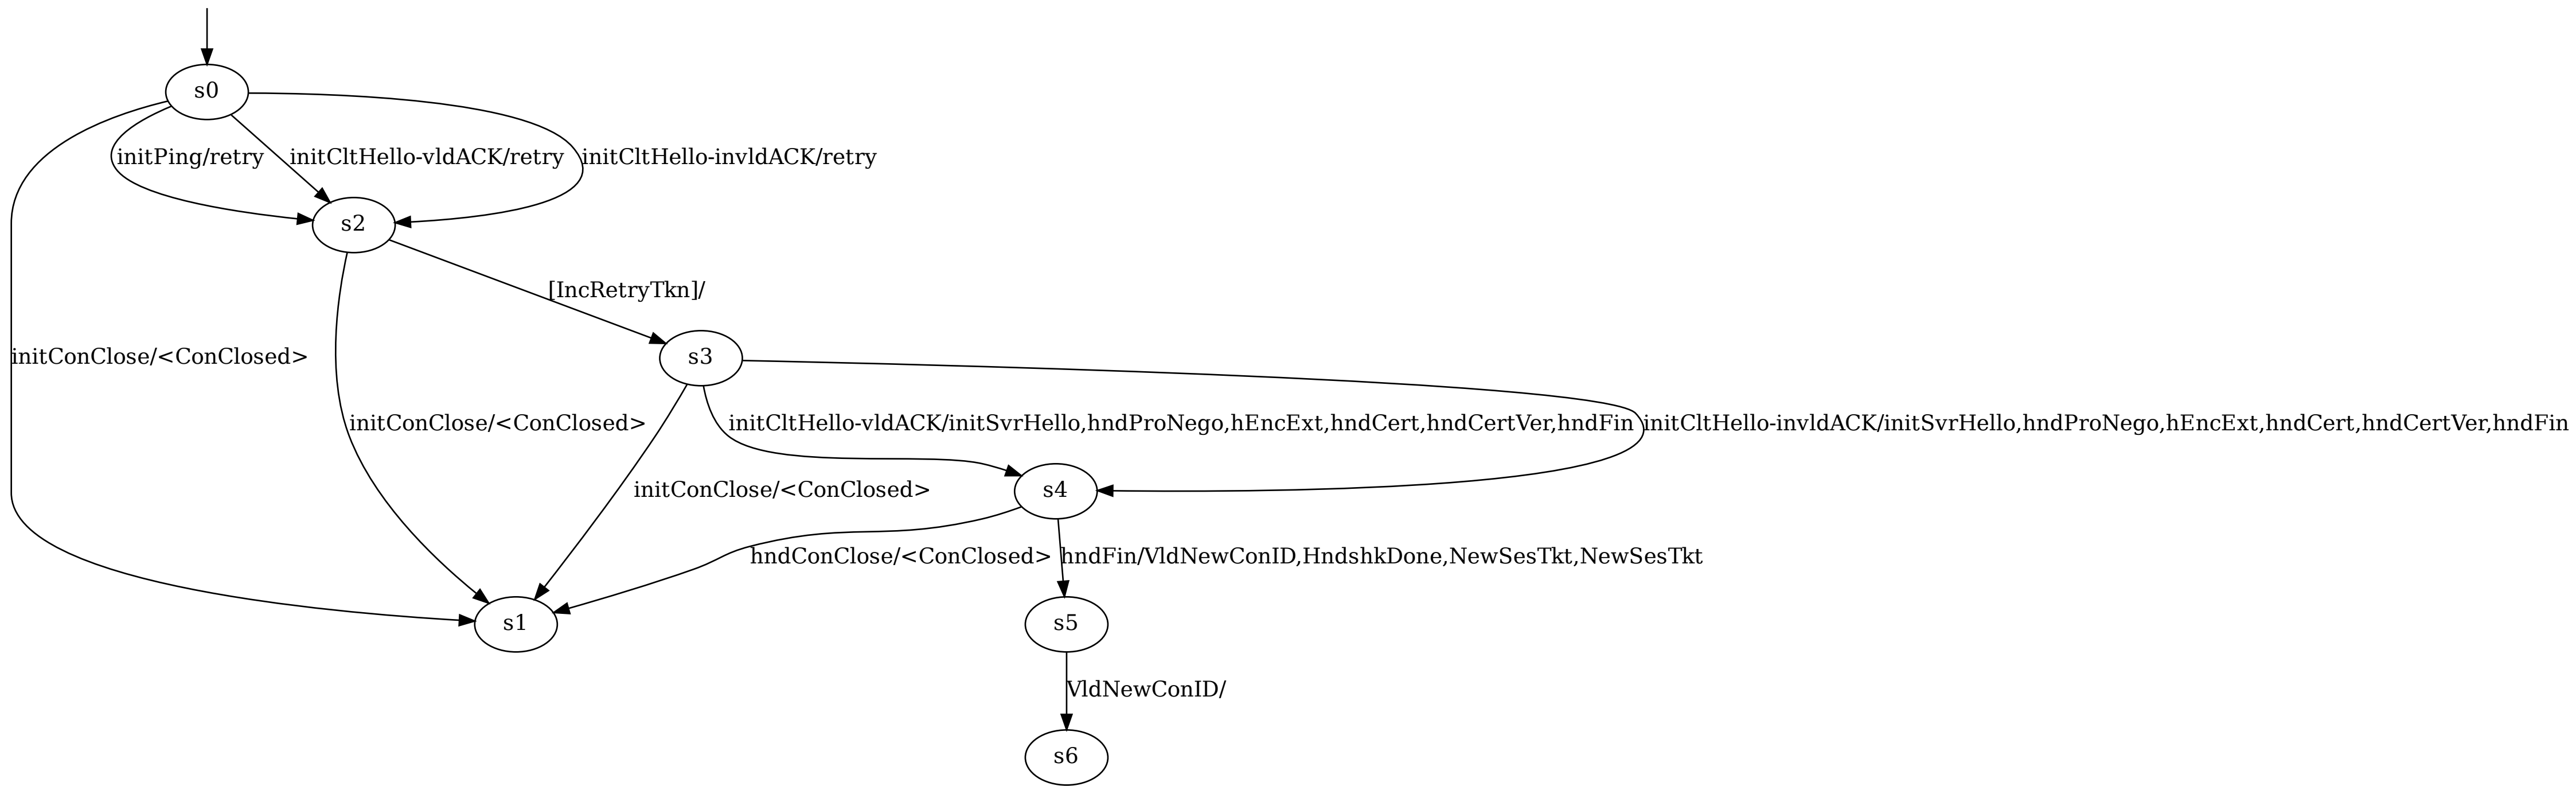 s0
initPing/retry
initCltHello-vldACK/retry
initCltHello-invldACK/retry
s2
[IncRetryTkn]/
initConClose/<ConClosed>
s3
initConClose/<ConClosed>
initCltHello-vldACK/initSvrHello,hndProNego,hEncExt,hndCert,hndCertVer,hndFin
initCltHello-invldACK/initSvrHello,hndProNego,hEncExt,hndCert,hndCertVer,hndFin
initConClose/<ConClosed>
s4
hndConClose/<ConClosed>
hndFin/VldNewConID,HndshkDone,NewSesTkt,NewSesTkt
s1
s5
VldNewConID/
s6